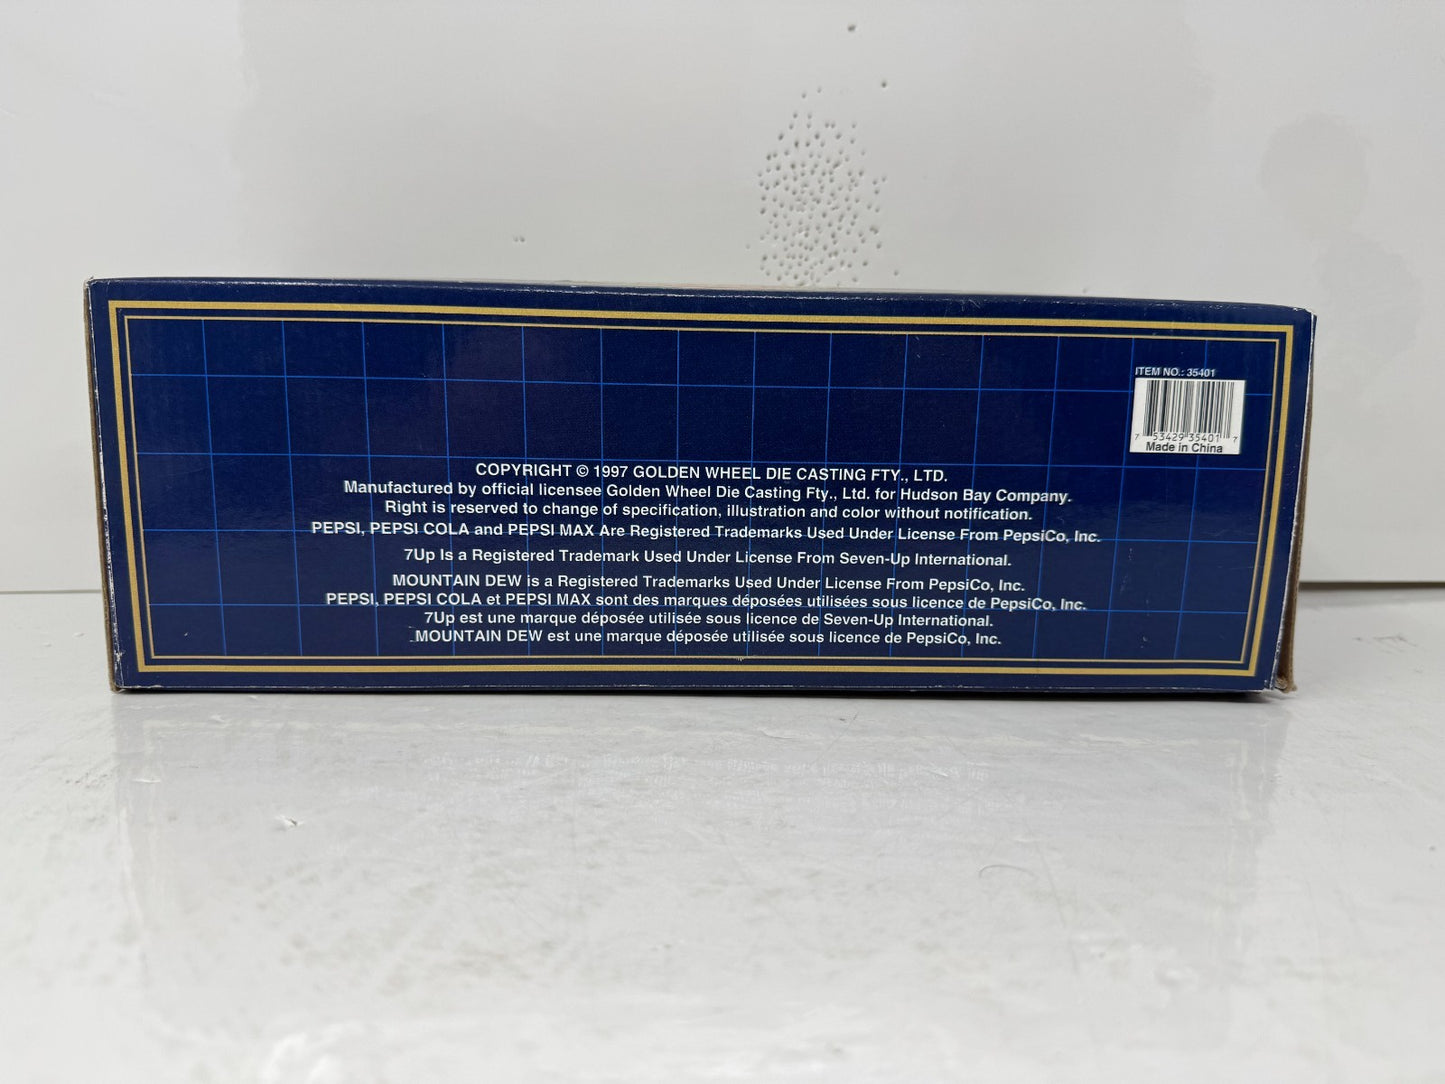 ITEM NO.: 35401
7 53429 35401 7
Made in China
COPYRIGHT © 1997 GOLDEN WHEEL DIE CASTING FTY., LTD.
Manufactured by official licensee Golden Wheel Die Casting Fty., Ltd. for Hudson Bay Company.
Right is reserved to change of specification, illustration and color without notification.
PEPSI, PEPSI COLA and PEPSI MAX Are Registered Trademarks Used Under License From PepsiCo, Inc.
7Up Is a Registered Trademark Used Under License From Seven-Up International.
MOUNTAIN DEW is a Registered Trademarks Used Under License From PepsiCo, Inc.
PEPSI, PEPSI COLA et PEPSI MAX sont des marques déposées utilisées sous licence de PepsiCo, Inc.
7Up est une marque déposée utilisée sous licence de Seven-Up International.
MOUNTAIN DEW est une marque déposée utilisée sous licence de PepsiCo, Inc.